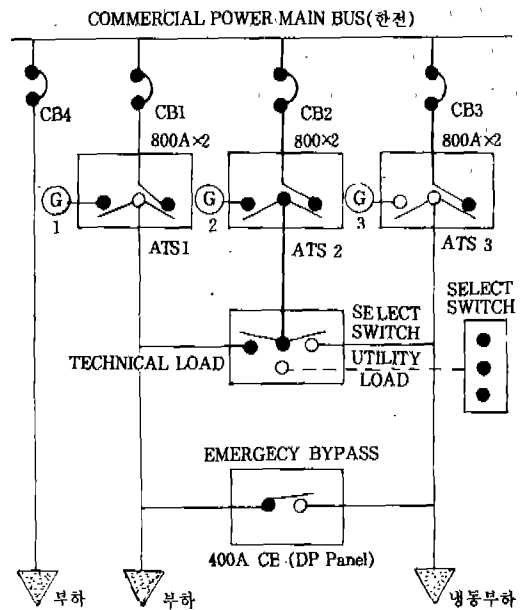 COMMERCIAL POWER MAIN BUS(한전)
CB4
CB1
CB2
CB3
800A×2
800×2
800A×2
G
1
G
2
G
3
ATS1
ATS 2
ATS 3
SELECT
SWITCH
SELECT
SWITCH
TECHNICAL LOAD
UTILITY
LOAD
EMERGECY BYPASS
400A CE (DP Panel)
부하
부하
냉동부하